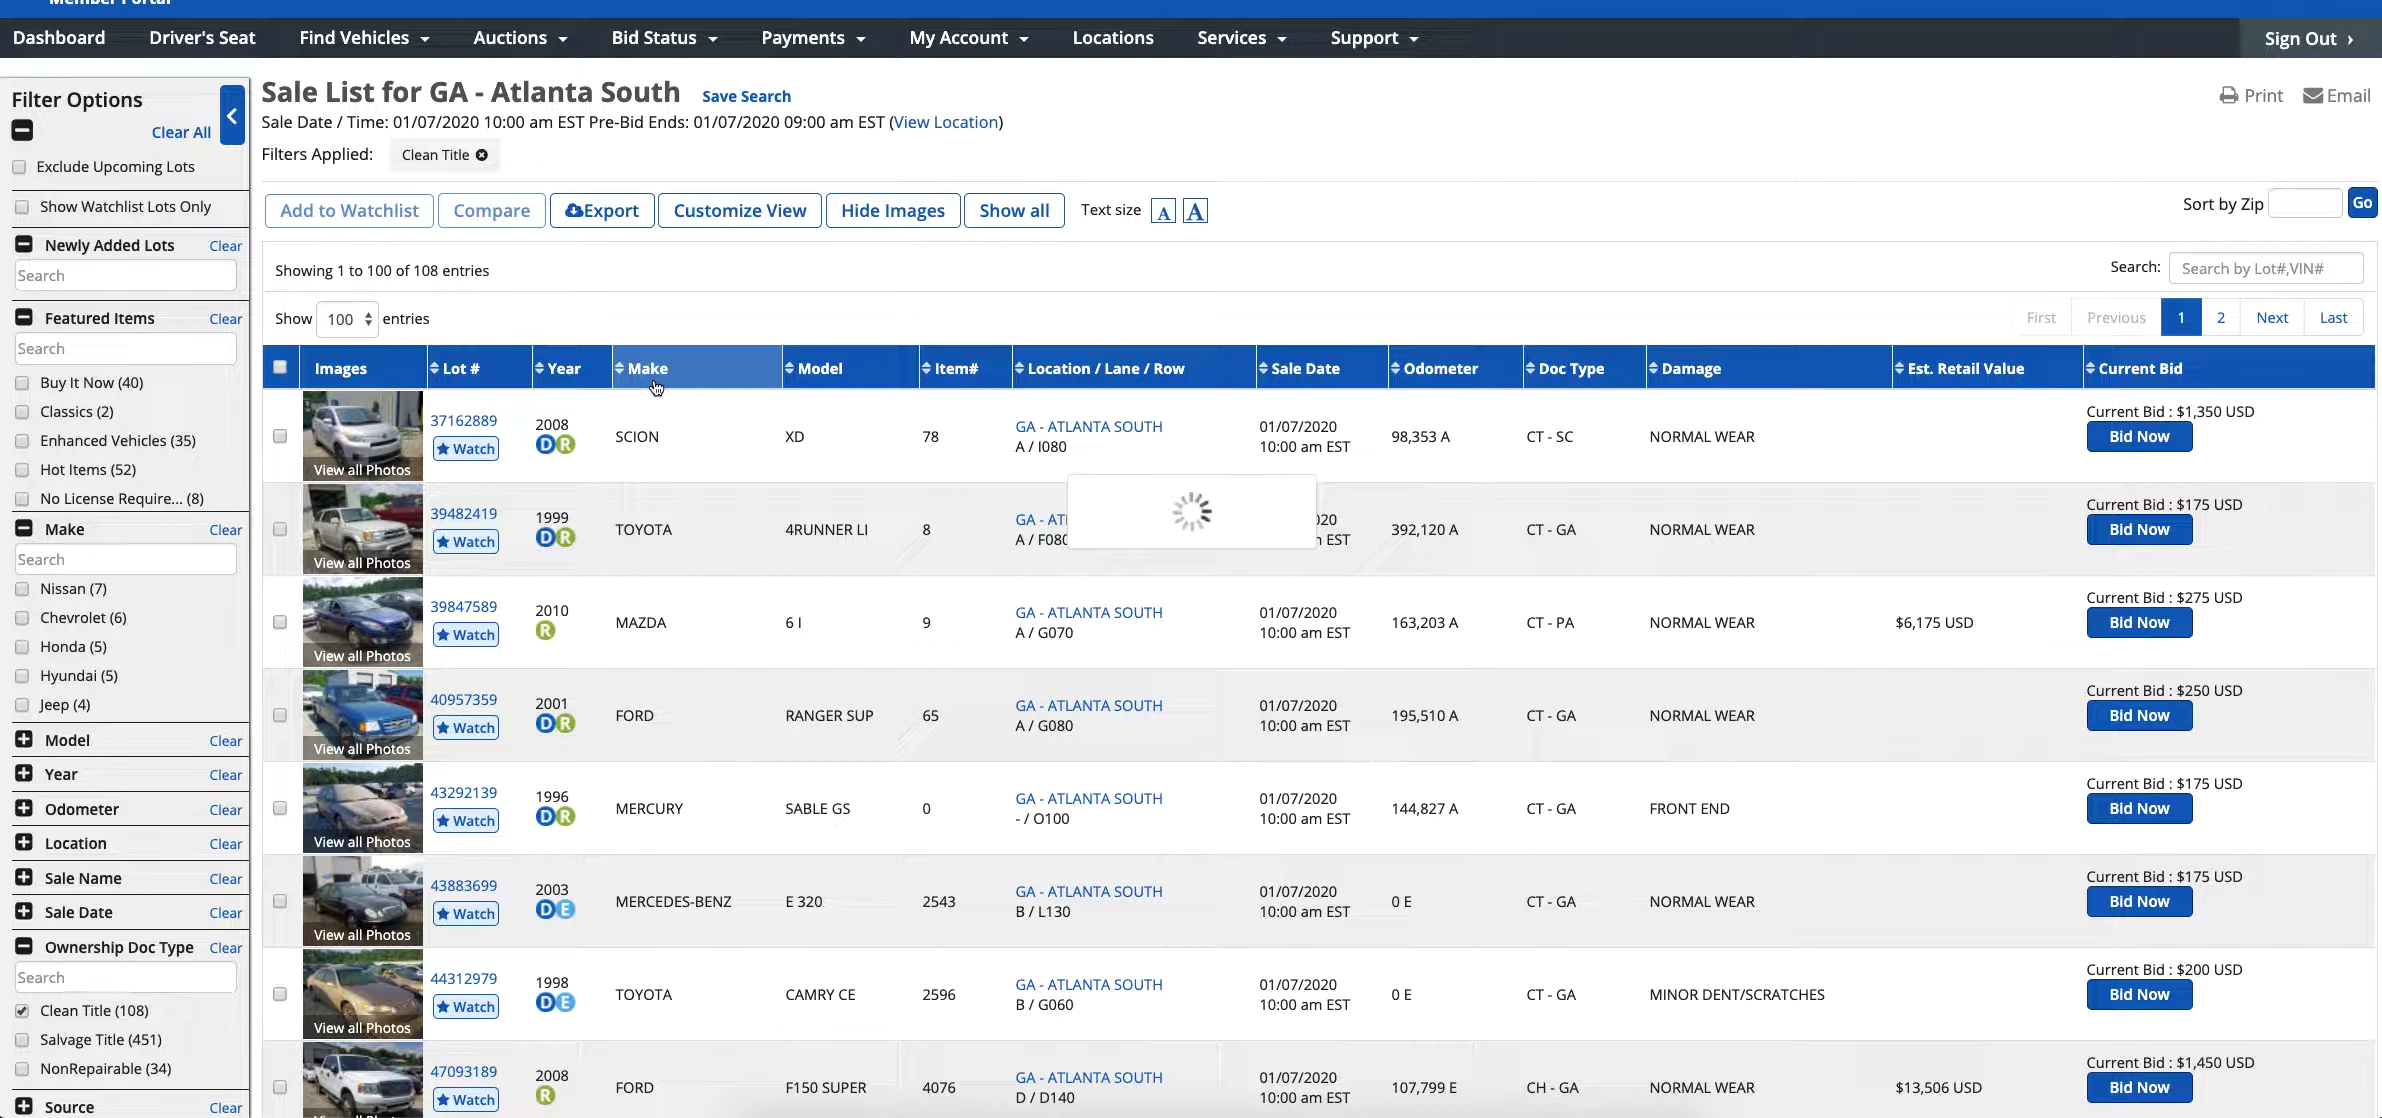 Member Portal
Dashboard Driver's Seat Find Vehicles Auctions Bid Status Payments My Account Locations Services Support Sign Out ›
Filter Options
Clear All
Exclude Upcoming Lots
Show Watchlist Lots Only
Newly Added Lots Clear
Search
Featured Items Clear
Search
Buy It Now (40)
Classics (2)
Enhanced Vehicles (35)
Hot Items (52)
No License Require... (8)
Make Clear
Search
Nissan (7)
Chevrolet (6)
Honda (5)
Hyundai (5)
Jeep (4)
Model Clear
Year Clear
Odometer Clear
Location Clear
Sale Name Clear
Sale Date Clear
Ownership Doc Type Clear
Search
Clean Title (108)
Salvage Title (451)
NonRepairable (34)
Source Clear
Sale List for GA - Atlanta South Save Search
Print Email
Sale Date / Time: 01/07/2020 10:00 am EST Pre-Bid Ends: 01/07/2020 09:00 am EST (View Location)
Filters Applied: Clean Title
Add to Watchlist Compare Export Customize View Hide Images Show all Text size A A
Sort by Zip Go
Showing 1 to 100 of 108 entries
Search: Search by Lot#,VIN#
Show 100 entries
First Previous 1 2 Next Last
Images Lot # Year Make Model Item# Location / Lane / Row Sale Date Odometer Doc Type Damage Est. Retail Value Current Bid
View all Photos
37162889
Watch
2008
D R
SCION XD 78
GA - ATLANTA SOUTH
A / I080
01/07/2020
10:00 am EST
98,353 A CT - SC NORMAL WEAR
Current Bid : $1,350 USD
Bid Now
View all Photos
39482419
Watch
1999
D R
TOYOTA 4RUNNER LI 8
GA - AT
A / F080
20
EST
392,120 A CT - GA NORMAL WEAR
Current Bid : $175 USD
Bid Now
View all Photos
39847589
Watch
2010
R
MAZDA 6 I 9
GA - ATLANTA SOUTH
A / G070
01/07/2020
10:00 am EST
163,203 A CT - PA NORMAL WEAR $6,175 USD
Current Bid : $275 USD
Bid Now
View all Photos
40957359
Watch
2001
D R
FORD RANGER SUP 65
GA - ATLANTA SOUTH
A / G080
01/07/2020
10:00 am EST
195,510 A CT - GA NORMAL WEAR
Current Bid : $250 USD
Bid Now
View all Photos
43292139
Watch
1996
D R
MERCURY SABLE GS 0
GA - ATLANTA SOUTH
- / O100
01/07/2020
10:00 am EST
144,827 A CT - GA FRONT END
Current Bid : $175 USD
Bid Now
View all Photos
43883699
Watch
2003
D E
MERCEDES-BENZ E 320 2543
GA - ATLANTA SOUTH
B / L130
01/07/2020
10:00 am EST
0 E CT - GA NORMAL WEAR
Current Bid : $175 USD
Bid Now
View all Photos
44312979
Watch
1998
D E
TOYOTA CAMRY CE 2596
GA - ATLANTA SOUTH
B / G060
01/07/2020
10:00 am EST
0 E CT - GA MINOR DENT/SCRATCHES
Current Bid : $200 USD
Bid Now
47093189
Watch
2008
R
FORD F150 SUPER 4076
GA - ATLANTA SOUTH
D / D140
01/07/2020
10:00 am EST
107,799 E CH - GA NORMAL WEAR $13,506 USD
Current Bid : $1,450 USD
Bid Now